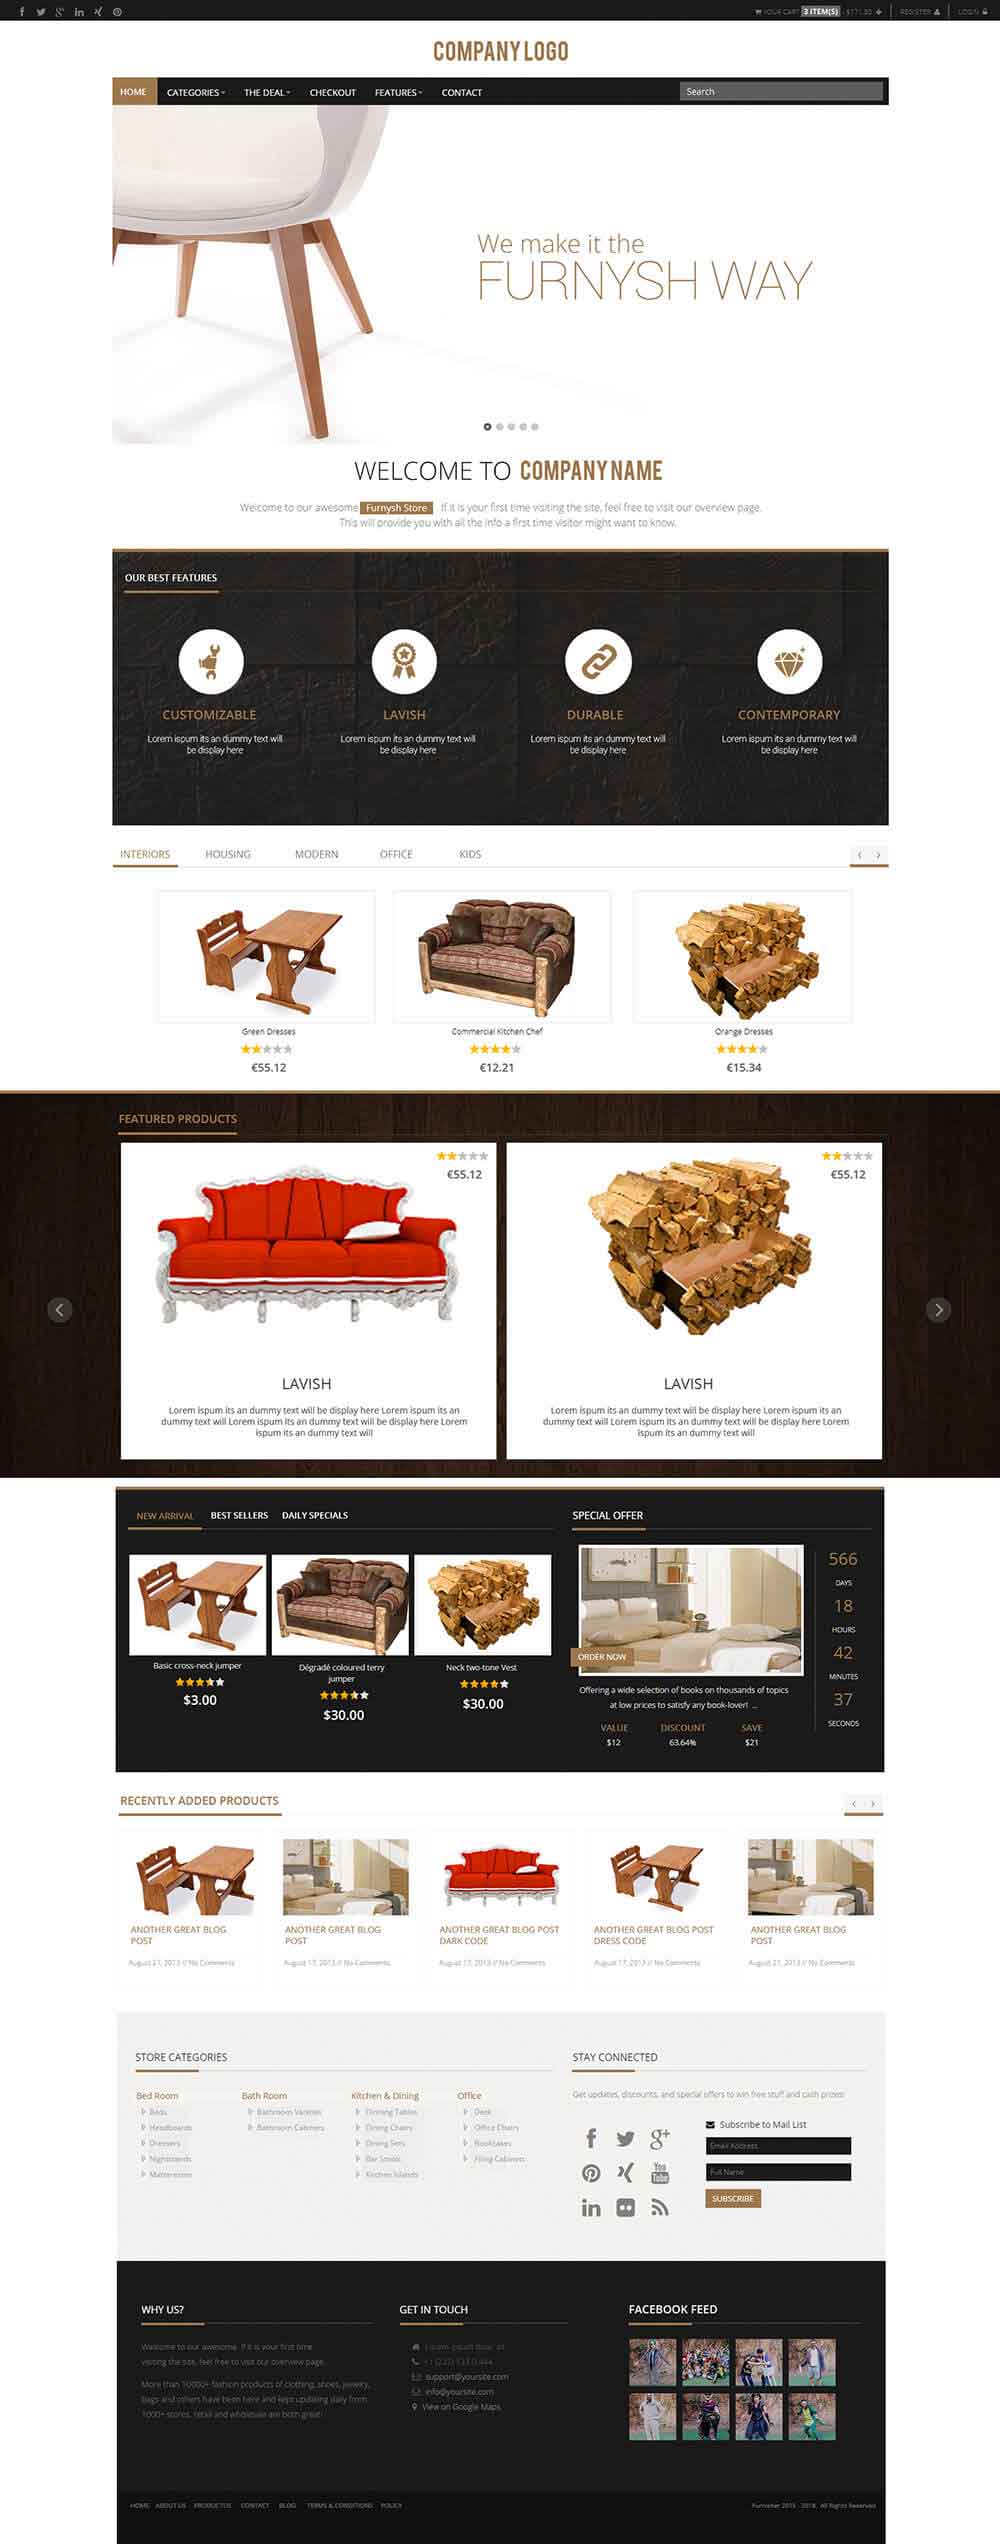 YOUR CART 3 ITEM(S) - $171.30
REGISTER
LOGIN
COMPANY LOGO
HOME
CATEGORIES
THE DEAL
CHECKOUT
FEATURES
CONTACT
Search
We make it the
FURNYSH WAY
WELCOME TO COMPANY NAME
Welcome to our awesome Furnysh Store If it is your first time visiting the site, feel free to visit our overview page.
This will provide you with all the info a first time visitor might want to know.
OUR BEST FEATURES
CUSTOMIZABLE
Lorem ispum its an dummy text will
be display here
LAVISH
Lorem ispum its an dummy text will
be display here
DURABLE
Lorem ispum its an dummy text will
be display here
CONTEMPORARY
Lorem ispum its an dummy text will
be display here
INTERIORS
HOUSING
MODERN
OFFICE
KIDS
Green Dresses
€55.12
Commercial Kitchen Chef
€12.21
Orange Dresses
€15.34
FEATURED PRODUCTS
€55.12
LAVISH
Lorem ispum its an dummy text will be display here Lorem ispum its an
dummy text will Lorem ispum its an dummy text will be display here Lorem
ispum its an dummy text will
€55.12
LAVISH
Lorem ispum its an dummy text will be display here Lorem ispum its an
dummy text will Lorem ispum its an dummy text will be display here Lorem
ispum its an dummy text will
NEW ARRIVAL
BEST SELLERS
DAILY SPECIALS
Basic cross-neck jumper
$3.00
Dégradé coloured terry
jumper
$30.00
Neck two-tone Vest
$30.00
SPECIAL OFFER
ORDER NOW
Offering a wide selection of books on thousands of topics
at low prices to satisfy any book-lover! ...
VALUE
$12
DISCOUNT
63.64%
SAVE
$21
566
DAYS
18
HOURS
42
MINUTES
37
SECONDS
RECENTLY ADDED PRODUCTS
ANOTHER GREAT BLOG
POST
August 21, 2013 // No Comments
ANOTHER GREAT BLOG
POST
August 17, 2013 // No Comments
ANOTHER GREAT BLOG POST
DARK CODE
August 17, 2013 // No Comments
ANOTHER GREAT BLOG POST
DRESS CODE
August 17, 2013 // No Comments
ANOTHER GREAT BLOG
POST
August 21, 2013 // No Comments
STORE CATEGORIES
Bed Room
Beds
Headboards
Dressers
Nightstands
Mattresses
Bath Room
Bathroom Vanities
Bathroom Cabinets
Kitchen & Dining
Dinning Tables
Dining Chairs
Dining Sets
Bar Stools
Kitchen Islands
Office
Desk
Office Chairs
Bookcases
Filing Cabinets
STAY CONNECTED
Get updates, discounts, and special offers to win free stuff and cash prizes!
You
Tube
Subscribe to Mail List
Email Address
Full Name
SUBSCRIBE
WHY US?
Welcome to our awesome. If it is your first time
visiting the site, feel free to visit our overview page.
More than 10000+ fashion products of clothing, shoes, jewelry,
bags and others have been here and kept updating daily from
1000+ stores, retail and wholesale are both great!
GET IN TOUCH
support@yoursite.com
info@yoursite.com
View on Google Maps
FACEBOOK FEED
HOME
ABOUT US
PRODUCTUS
CONTACT
BLOG
TERMS & CONDITIONS
POLICY
Furnisher 2015 - 2018. All Rights Reserved